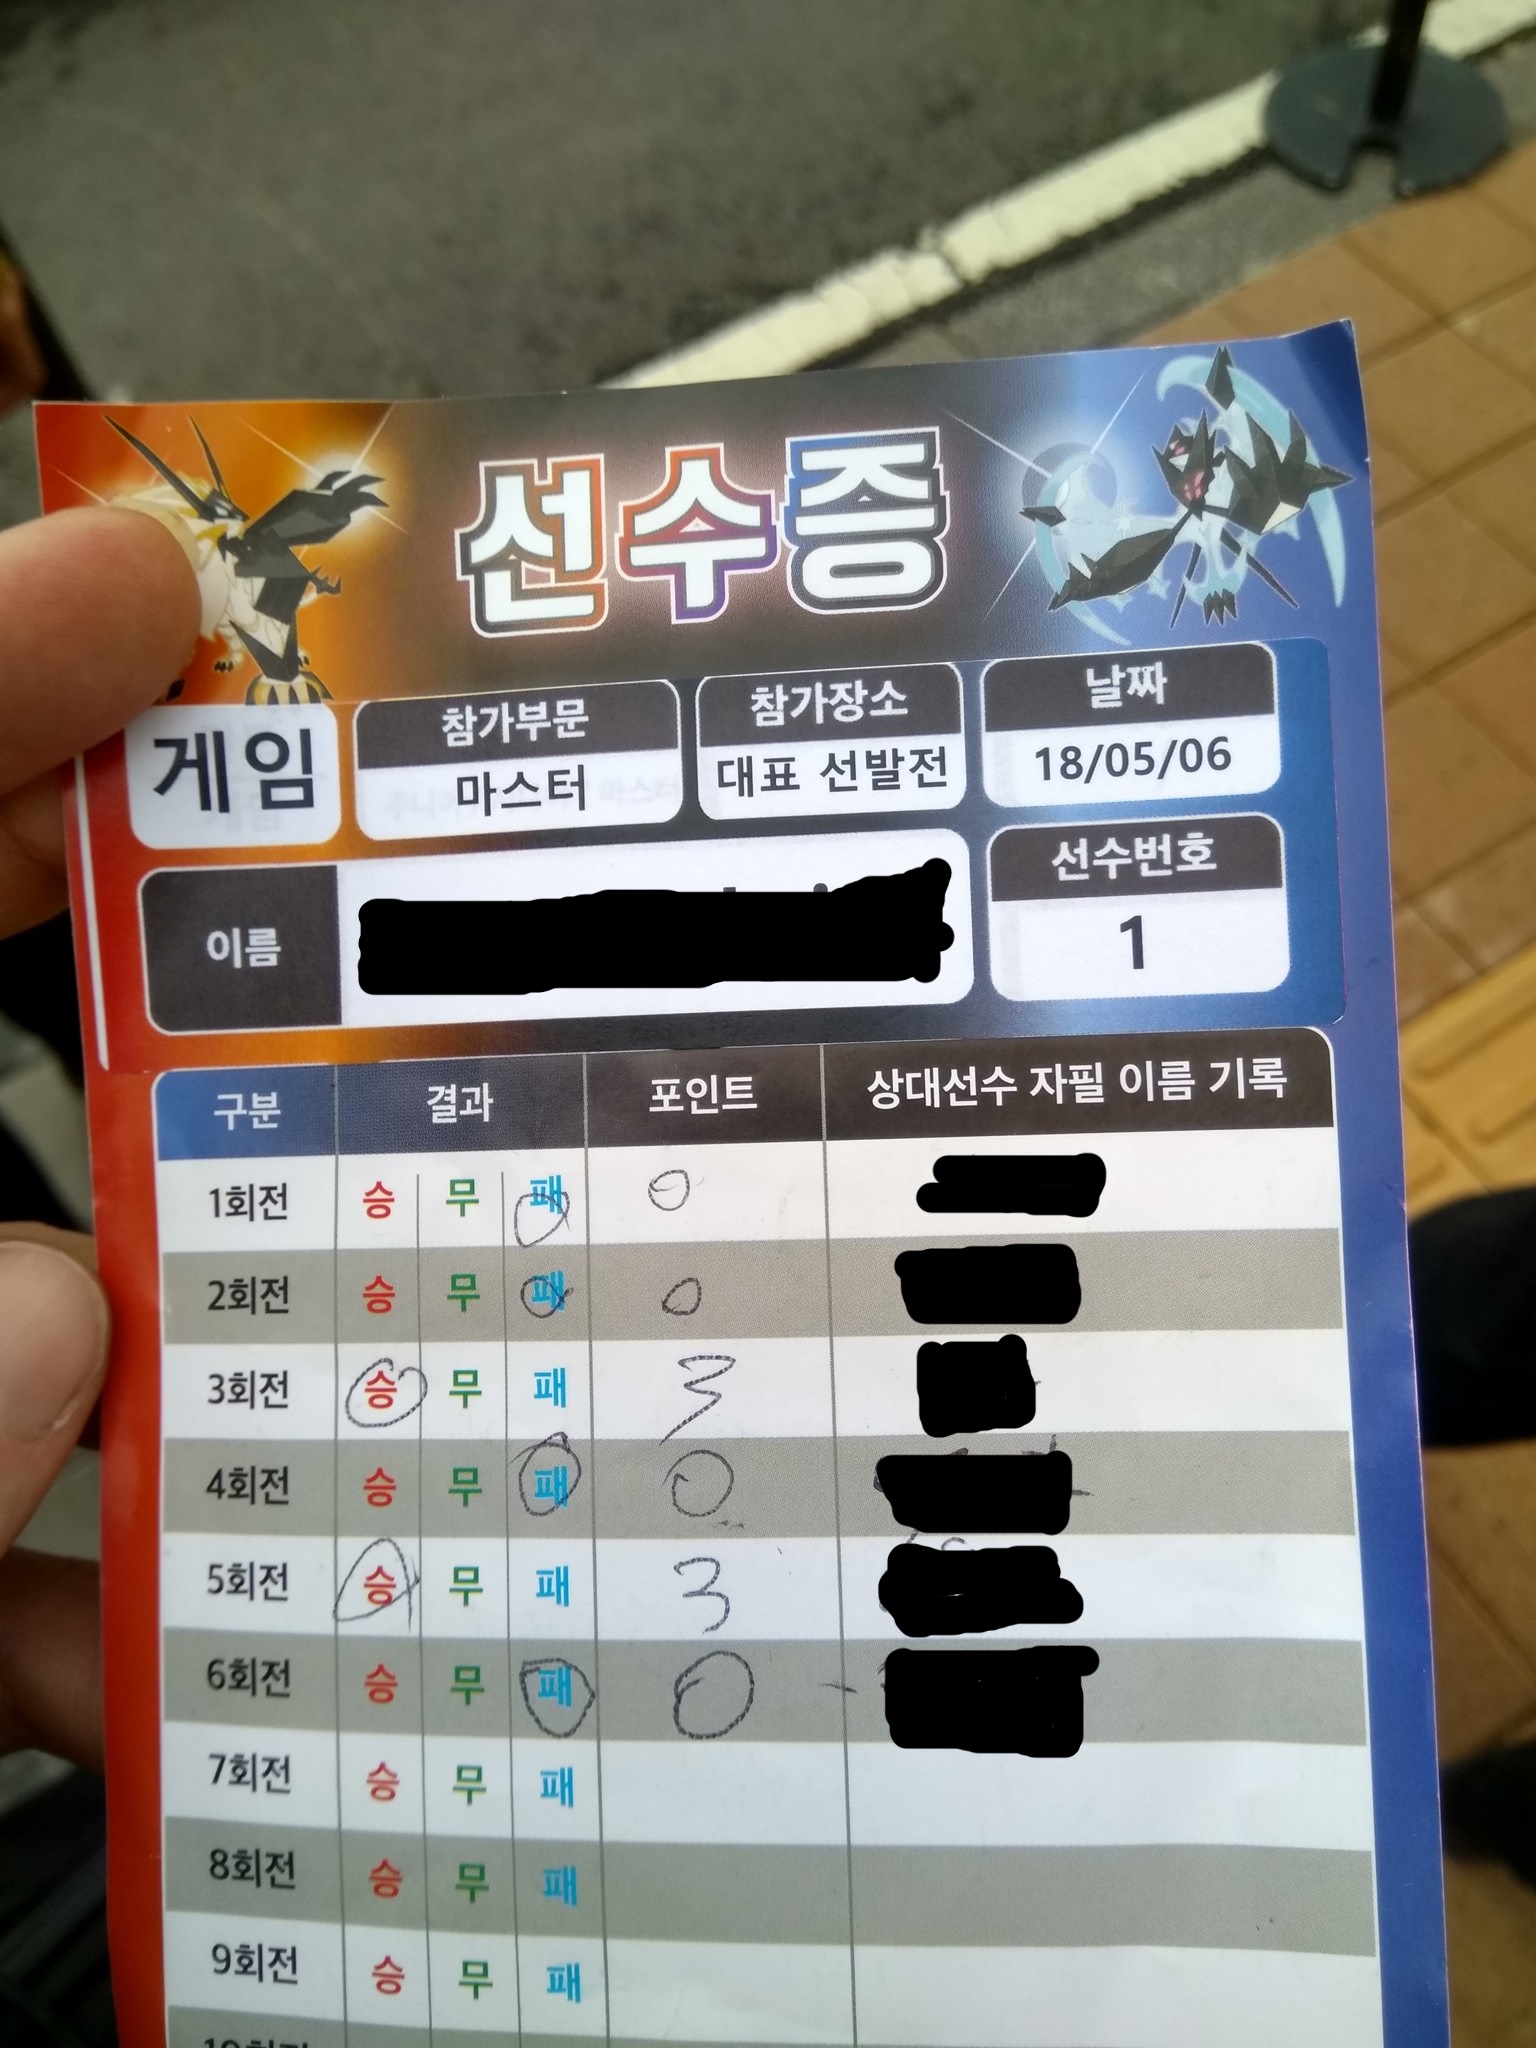 선수증
게임
참가부문
마스터
참가장소
대표 선발전
날짜
18/05/06
이름
선수번호
1
구분 결과 포인트 상대선수 자필 이름 기록
1회전 승 무 패 0
2회전 승 무 패 0
3회전 승 무 패 3
4회전 승 무 패 0
5회전 승 무 패 3
6회전 승 무 패 0
7회전 승 무 패
8회전 승 무 패
9회전 승 무 패